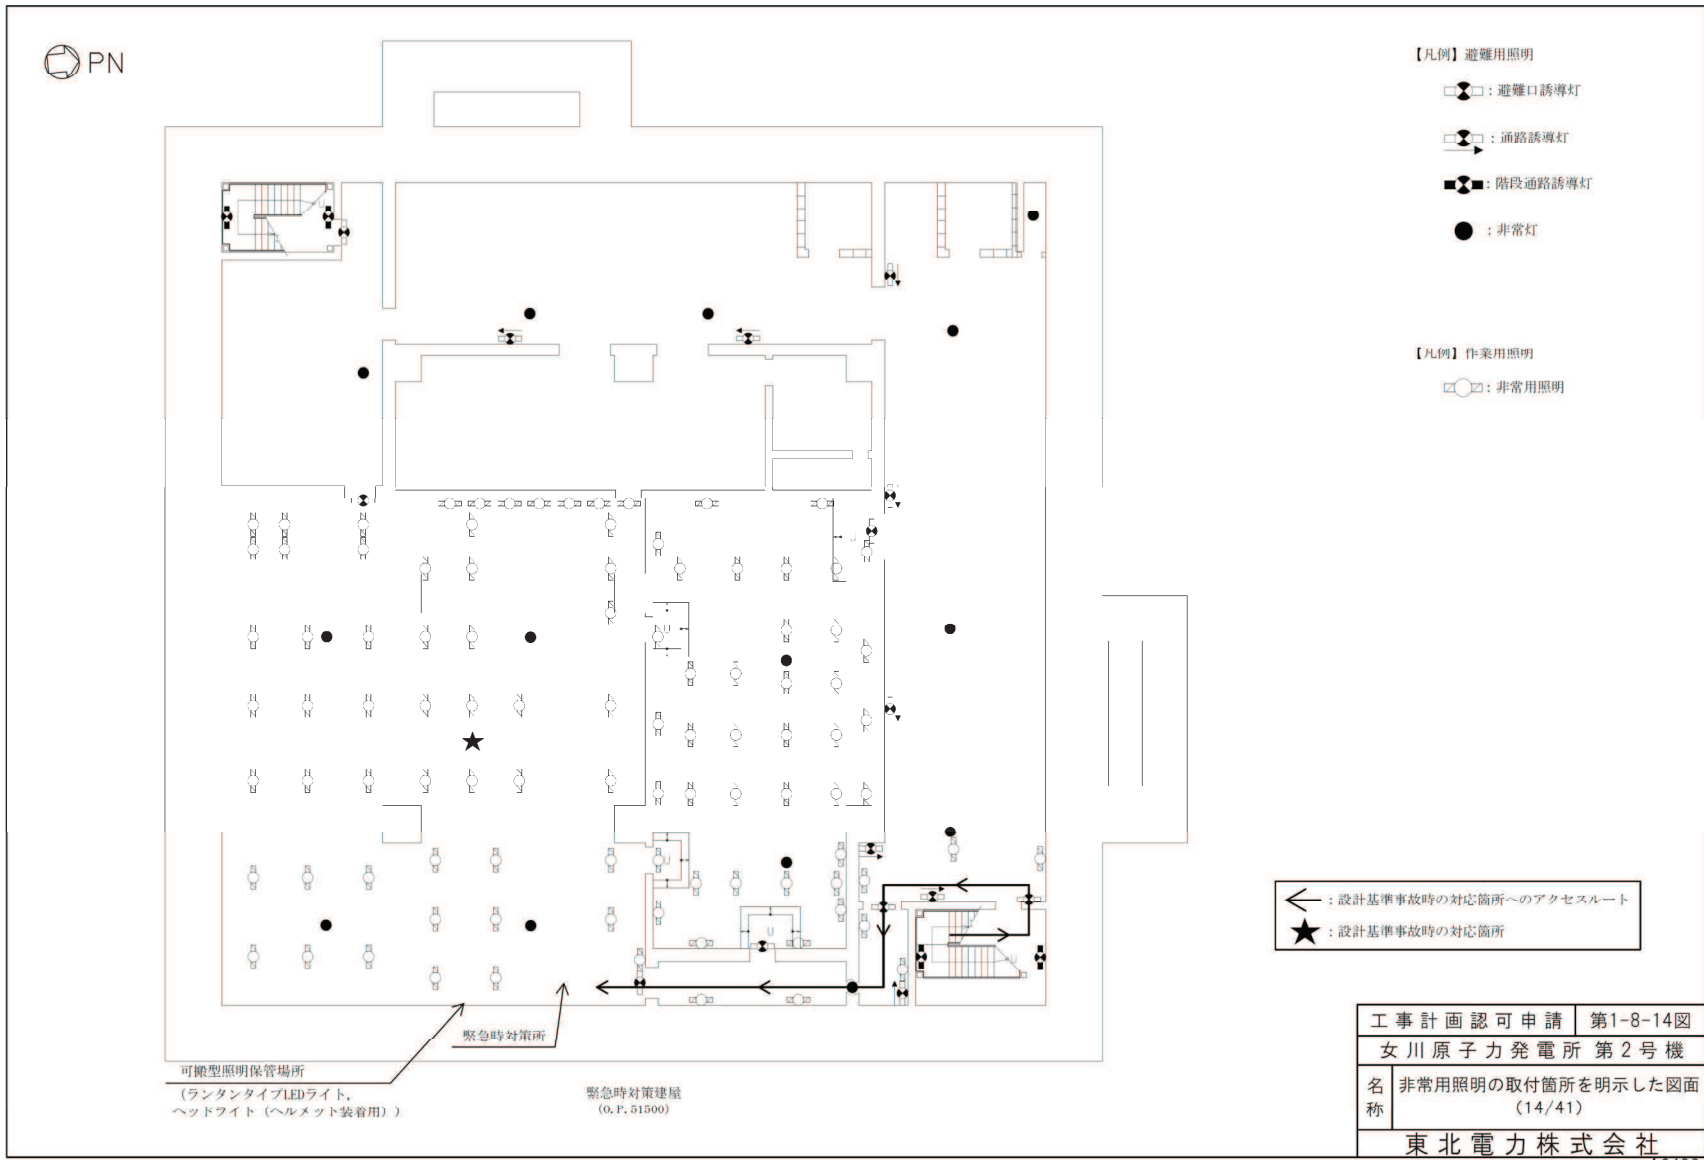 PN
【凡例】避難用照明
：避難口誘導灯
：通路誘導灯
：階段通路誘導灯
：非常灯
【凡例】作業用照明
：非常用照明
：設計基準事故時の対応箇所へのアクセスルート
：設計基準事故時の対応箇所
緊急時対策所
可搬型照明保管場所
(ランタンタイプLEDライト，
ヘッドライト（ヘルメット装着用）)
緊急時対策建屋
(O.P.51500)
工事計画認可申請 第1-8-14図
女川原子力発電所 第2号機
名称 非常用照明の取付箇所を明示した図面
(14/41)
東北電力株式会社